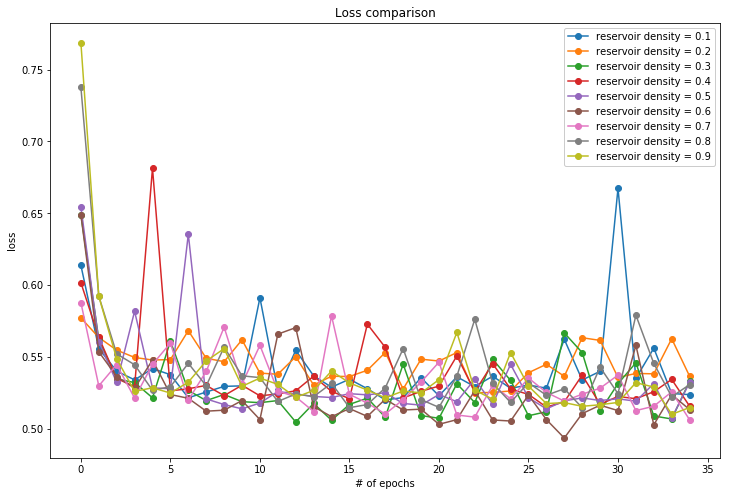 Loss comparison
reservoir density = 0.1
reservoir density = 0.2
reservoir density = 0.3
reservoir density = 0.4
reservoir density = 0.5
reservoir density = 0.6
reservoir density = 0.7
reservoir density = 0.8
reservoir density = 0.9
0.75
0.70
0.65
0.60
0.55
0.50
loss
0 5 10 15 20 25 30 35
# of epochs